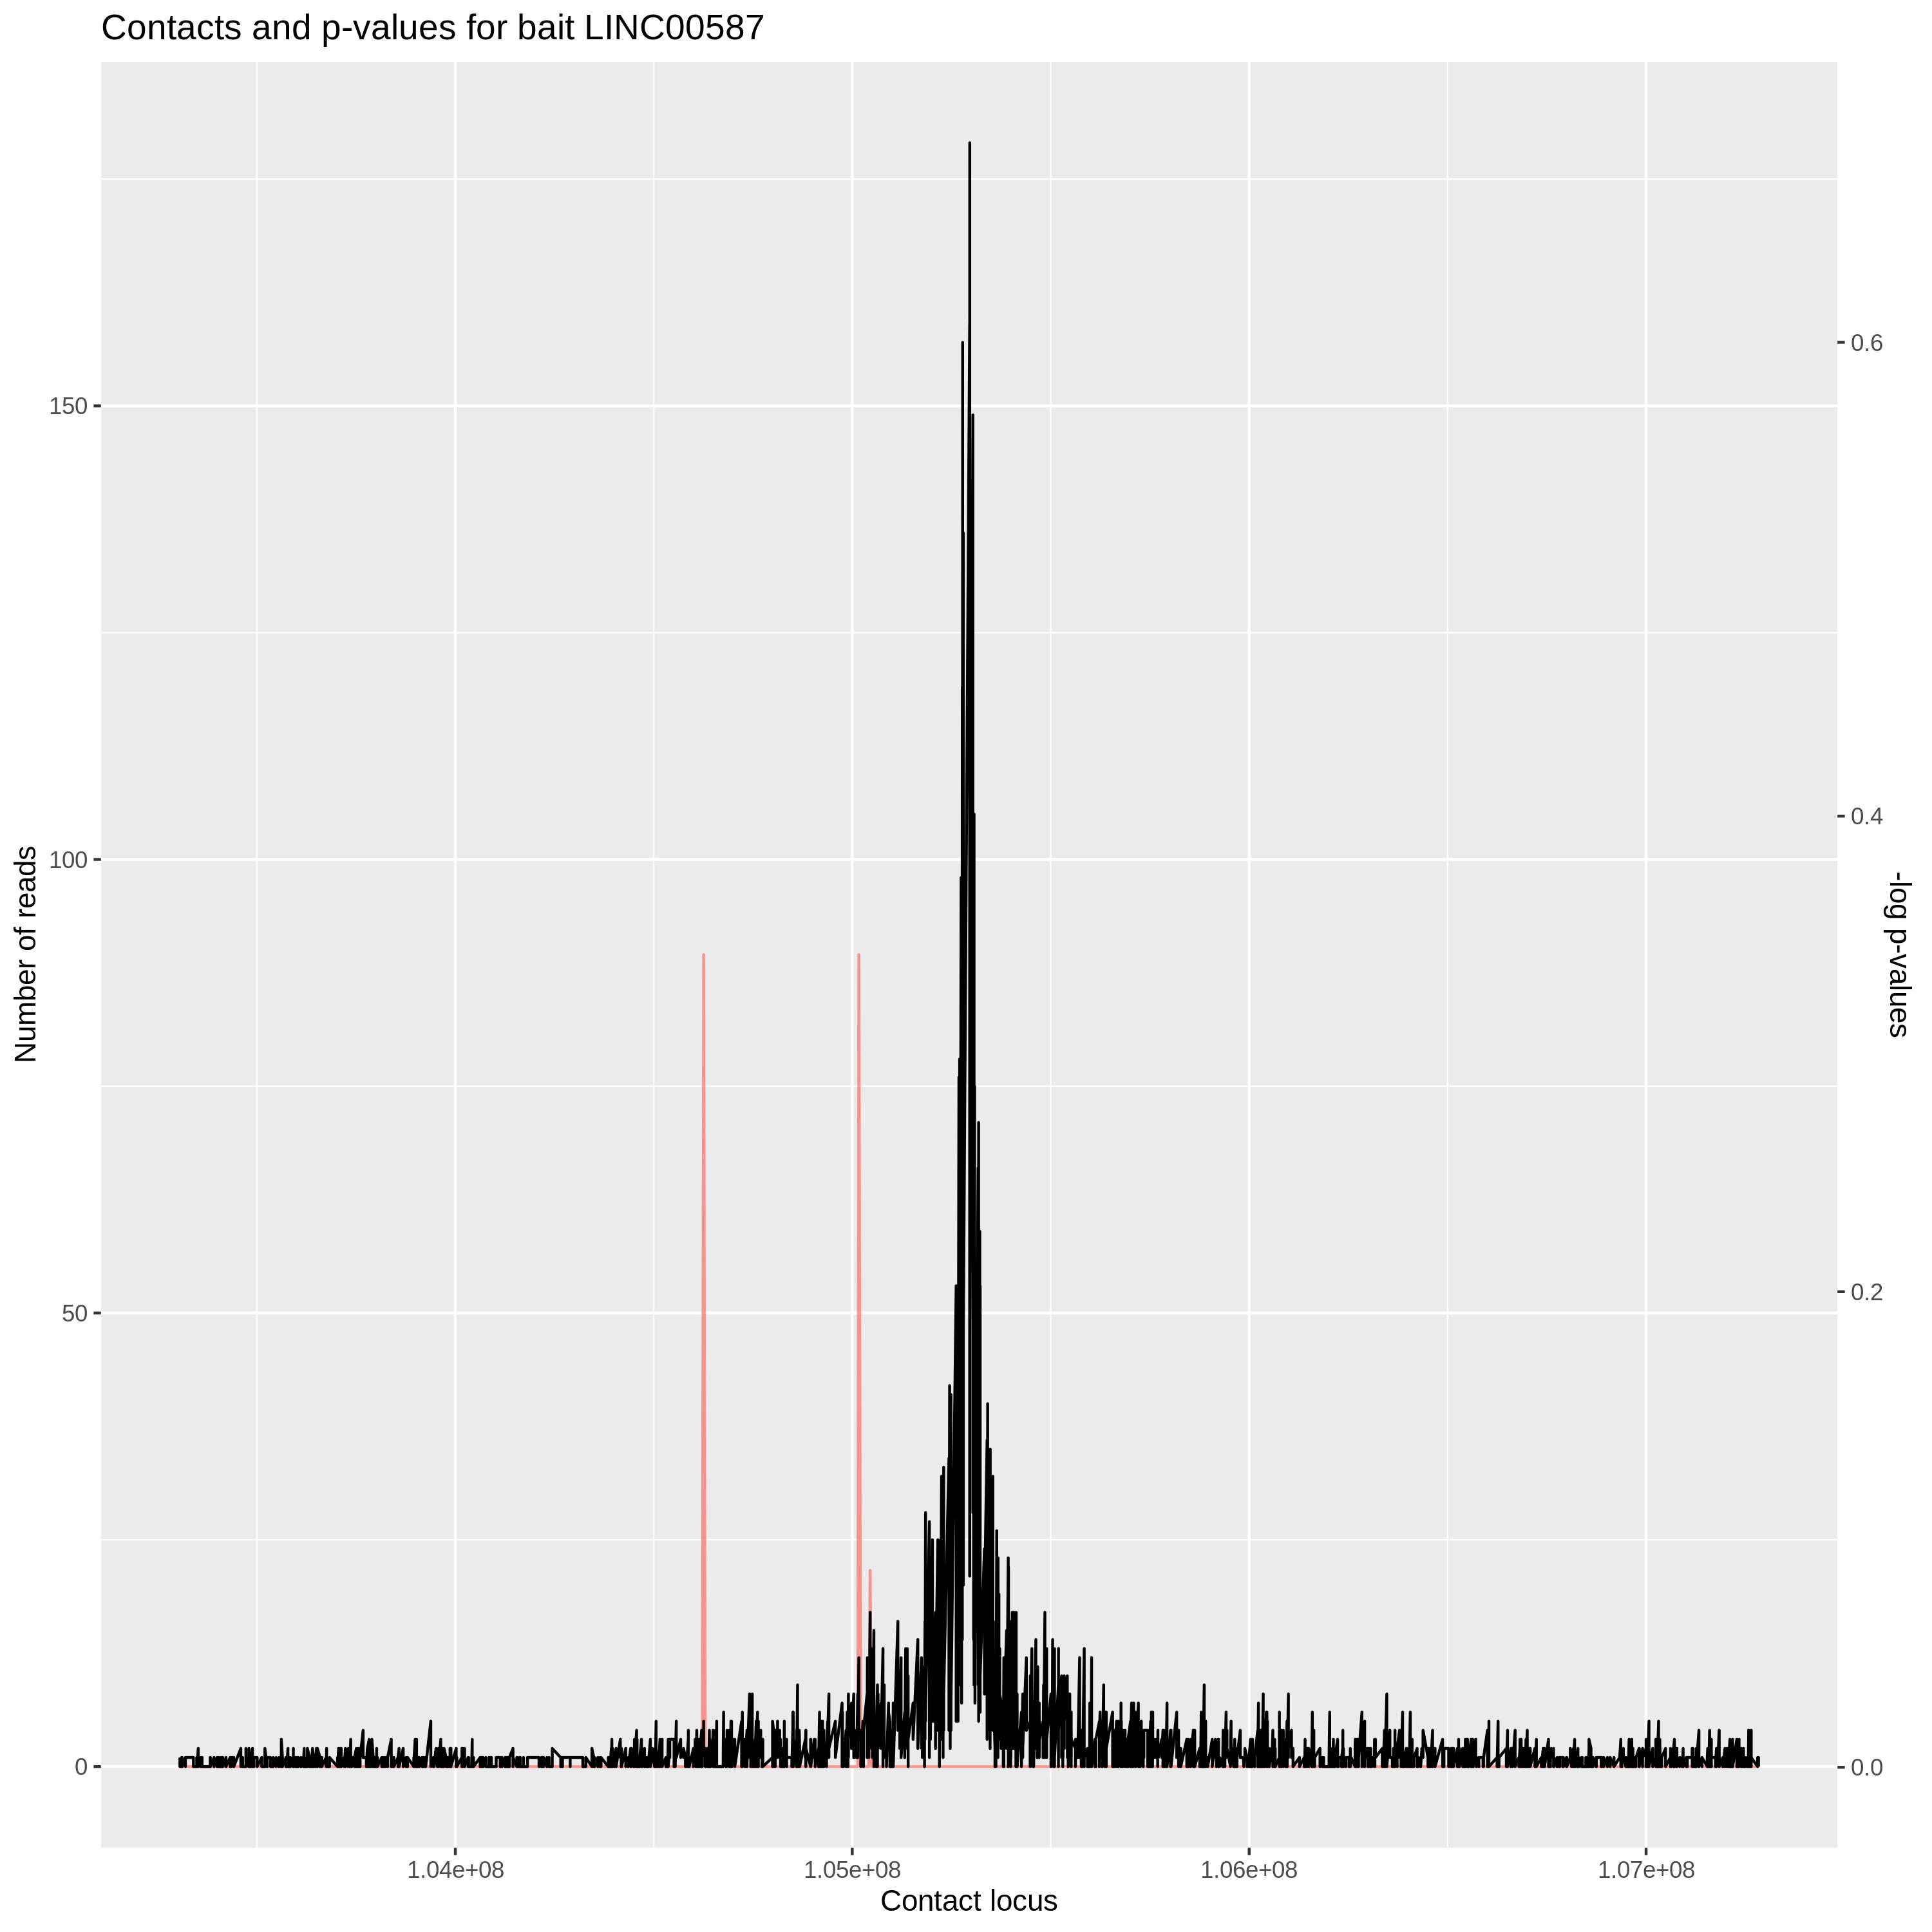 Contacts and p-values for bait LINC00587
Number of reads
150
100
50
0
0.6
0.4
0.2
0.0
-log p-values
1.04e+08
1.05e+08
1.06e+08
1.07e+08
Contact locus